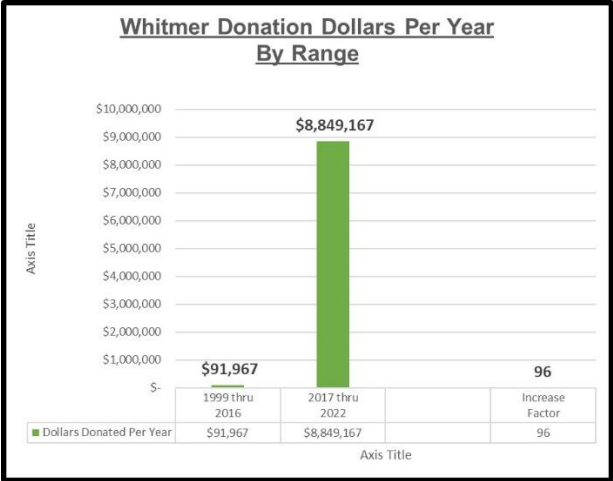 Whitmer Donation Dollars Per Year
By Range
$10,000,000
$9,000,000
$8,000,000
$7,000,000
$6,000,000
$5,000,000
$4,000,000
$3,000,000
$2,000,000
$1,000,000
$-
Axis Title
$91,967
$8,849,167
96
1999 thru
2016
2017 thru
2022
Increase
Factor
Dollars Donated Per Year $91,967 $8,849,167 96
Axis Title